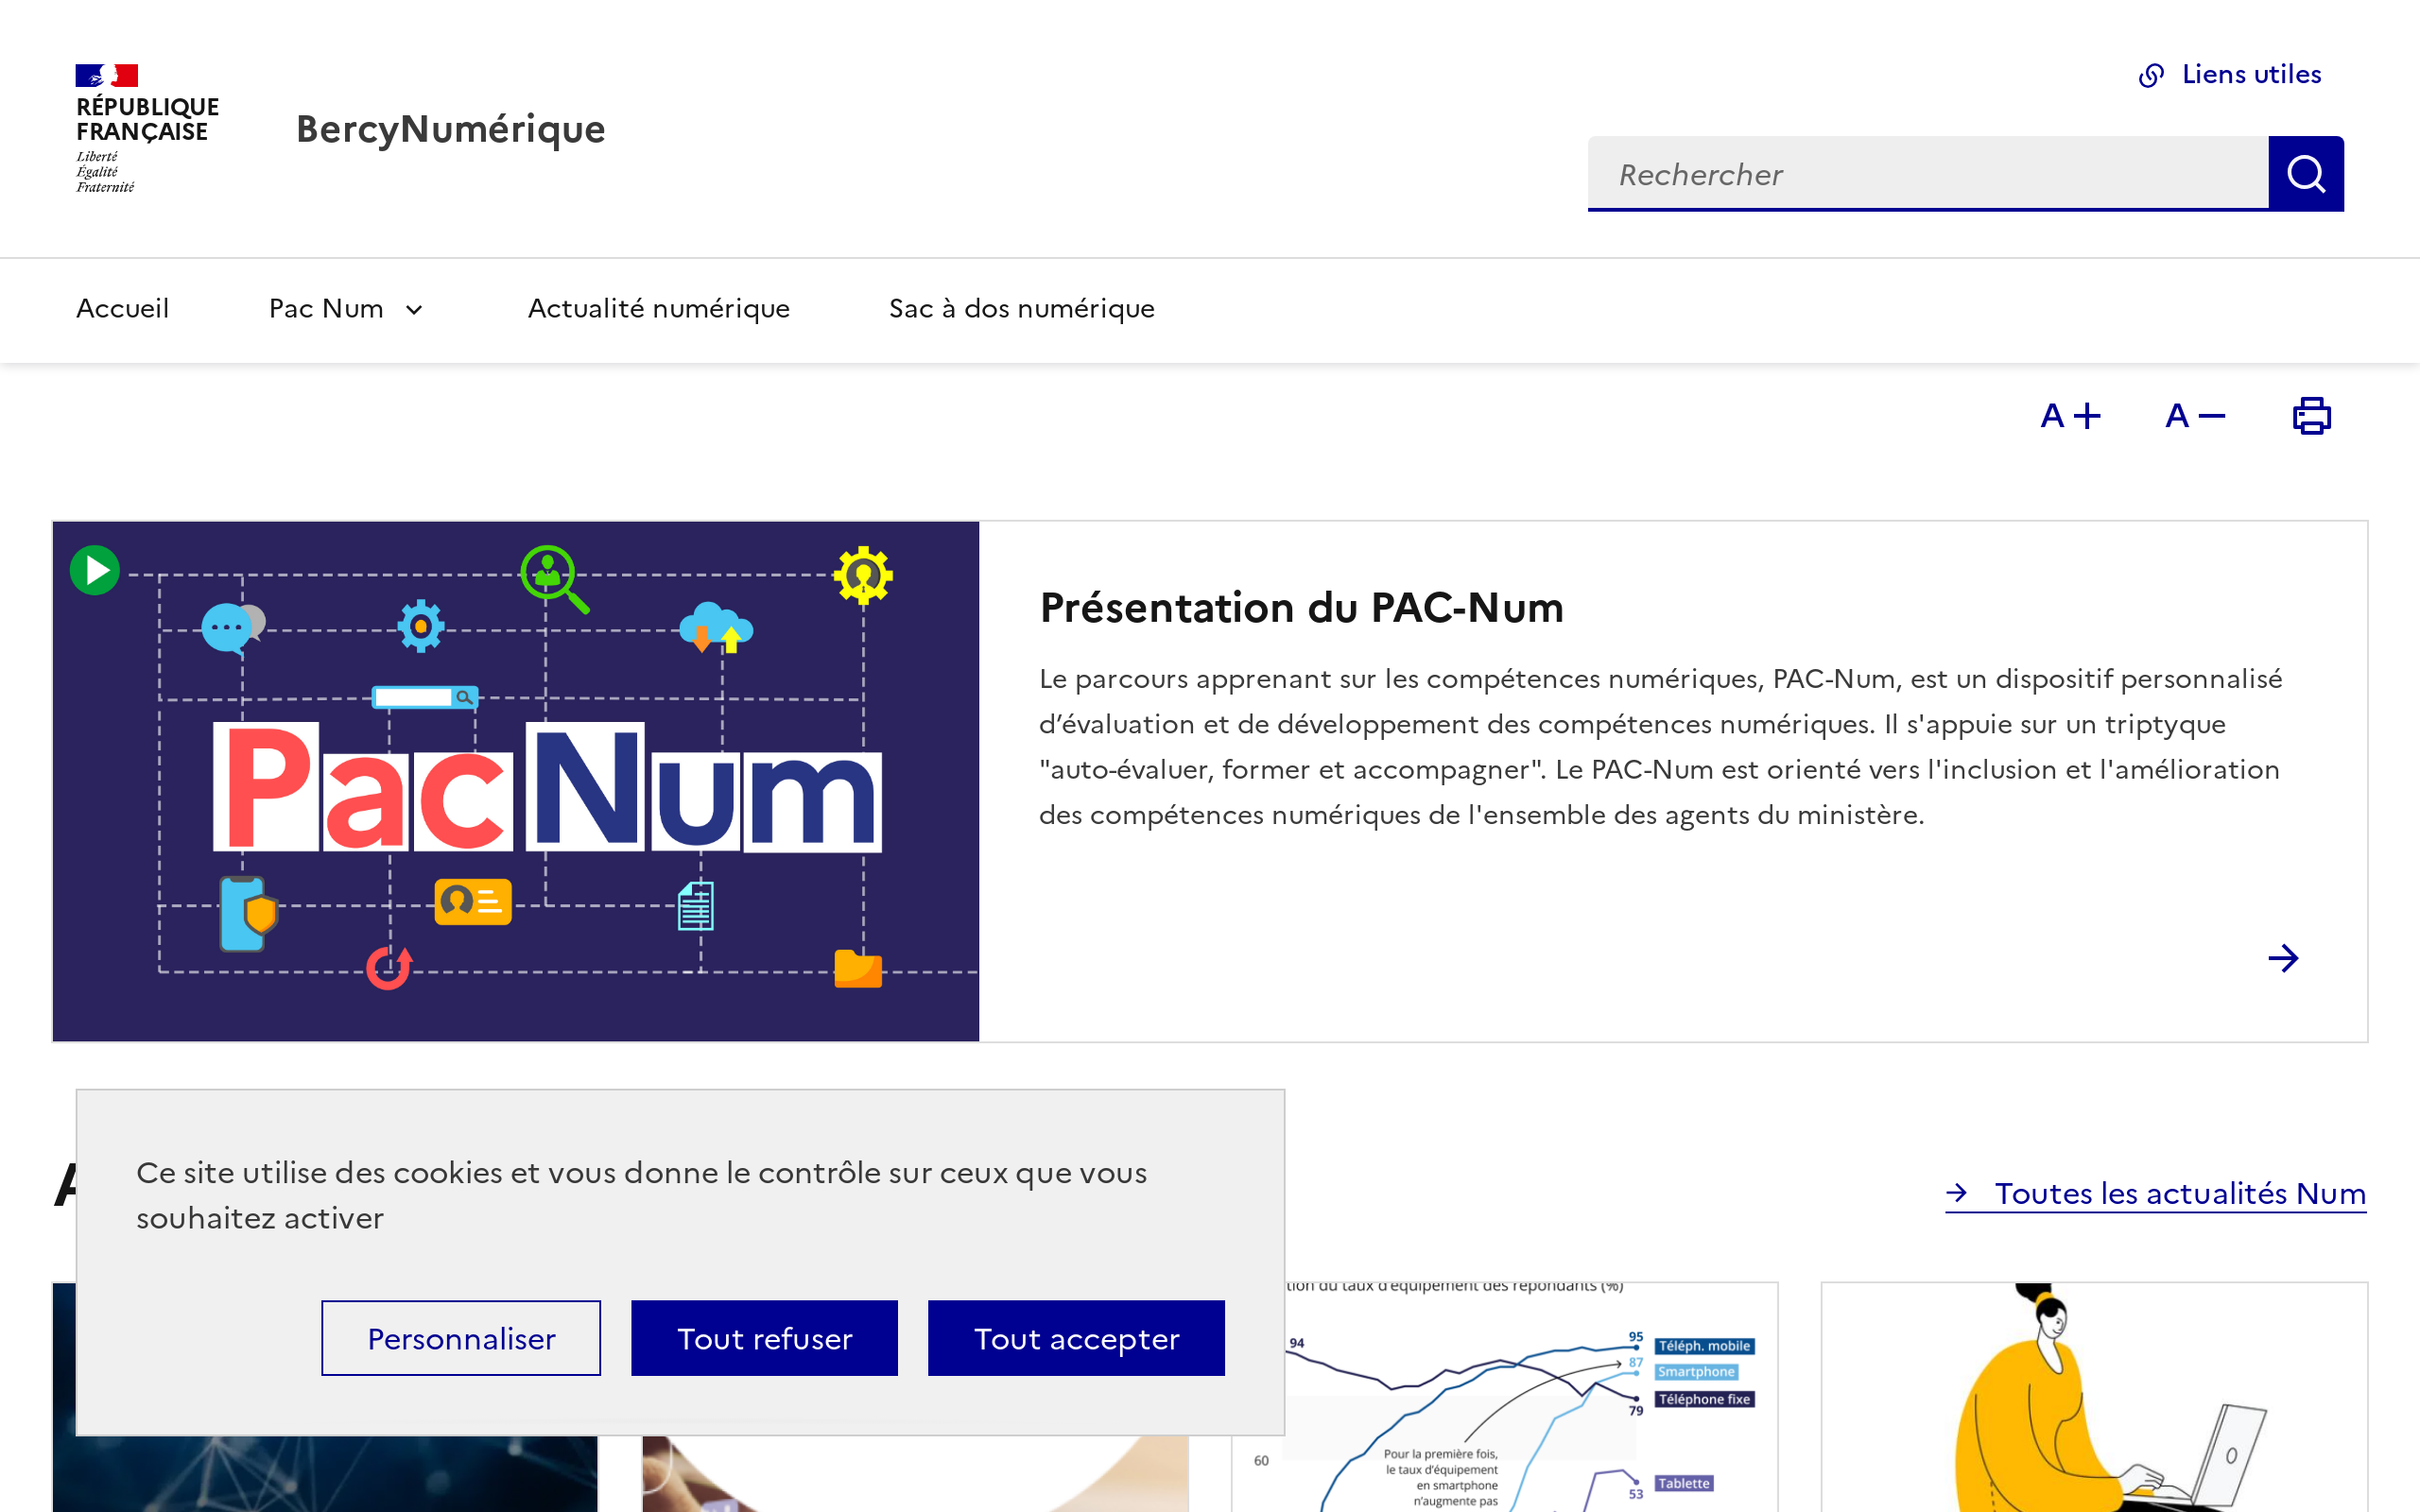 RÉPUBLIQUE
FRANÇAISE
Liberté
Égalité
Fraternité
BercyNumérique
Liens utiles
Rechercher
Accueil
Pac Num
Actualité numérique
Sac à dos numérique
A+
A−
PacNum
Présentation du PAC-Num
Le parcours apprenant sur les compétences numériques, PAC-Num, est un dispositif personnalisé
d’évaluation et de développement des compétences numériques. Il s'appuie sur un triptyque
"auto-évaluer, former et accompagner". Le PAC-Num est orienté vers l'inclusion et l'amélioration
des compétences numériques de l'ensemble des agents du ministère.
Toutes les actualités Num
Ce site utilise des cookies et vous donne le contrôle sur ceux que vous
souhaitez activer
Personnaliser
Tout refuser
Tout accepter
tion du taux d'équipement des répondants (%)
94
95
Téléph. mobile
87
Smartphone
Téléphone fixe
79
Pour la première fois,
le taux d'équipement
en smartphone
n'augmente pas
60
Tablette
53